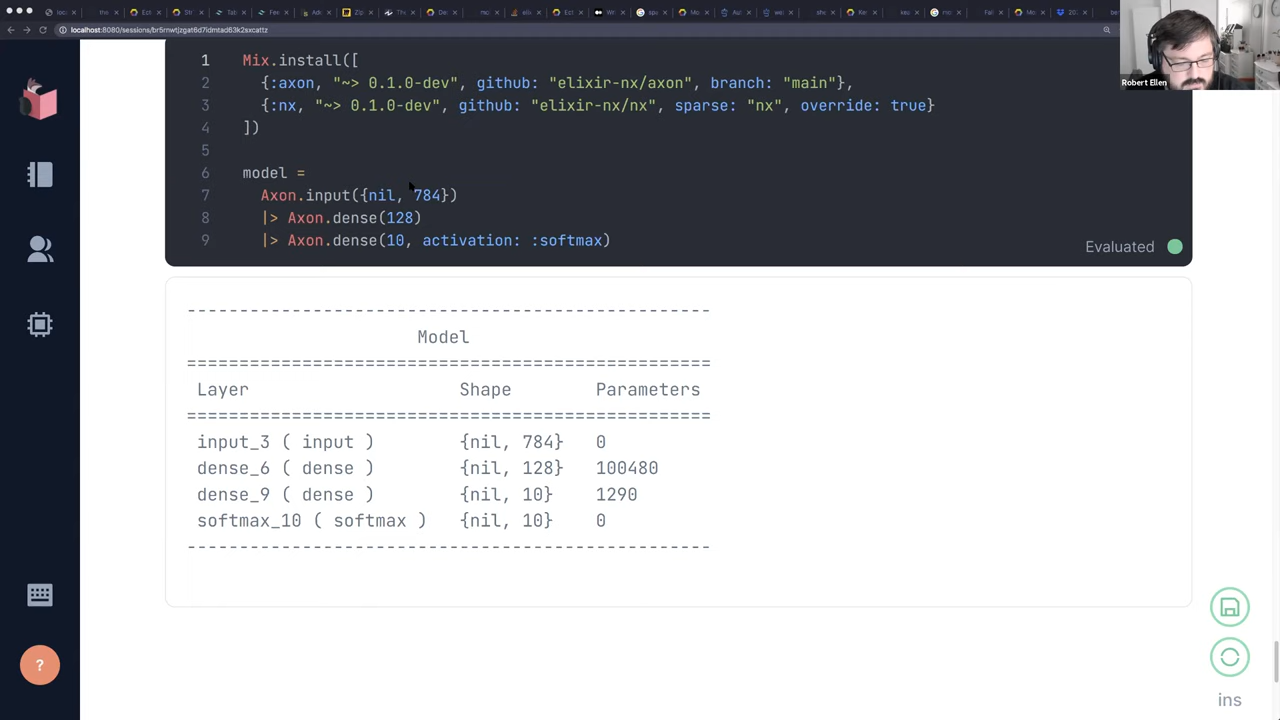 localhost:8080/sessions/
Robert Ellen
1 Mix.install([
2 {:axon, "~> 0.1.0-dev", github: "elixir-nx/axon", branch: "main"},
3 {:nx, "~> 0.1.0-dev", github: "elixir-nx/nx", sparse: "nx", override: true}
4 ])
5
6 model =
7 Axon.input({nil, 784})
8 |> Axon.dense(128)
9 |> Axon.dense(10, activation: :softmax)
Evaluated
-----------------------------------------------------
Model
=====================================================
Layer Shape Parameters
=====================================================
input_3 ( input ) {nil, 784} 0
dense_6 ( dense ) {nil, 128} 100480
dense_9 ( dense ) {nil, 10} 1290
softmax_10 ( softmax ) {nil, 10} 0
-----------------------------------------------------
?
ins